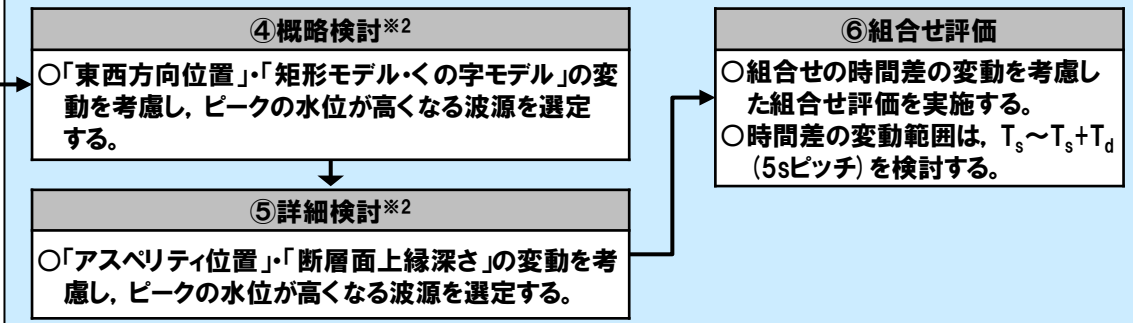 ④概略検討※2
○「東西方向位置」・「矩形モデル・くの字モデル」の変
動を考慮し，ピークの水位が高くなる波源を選定
する。
⑤詳細検討※2
○「アスペリティ位置」・「断層面上縁深さ」の変動を考
慮し，ピークの水位が高くなる波源を選定する。
⑥組合せ評価
○組合せの時間差の変動を考慮し
た組合せ評価を実施する。
○時間差の変動範囲は，Ts～Ts+Td
(5sピッチ)を検討する。